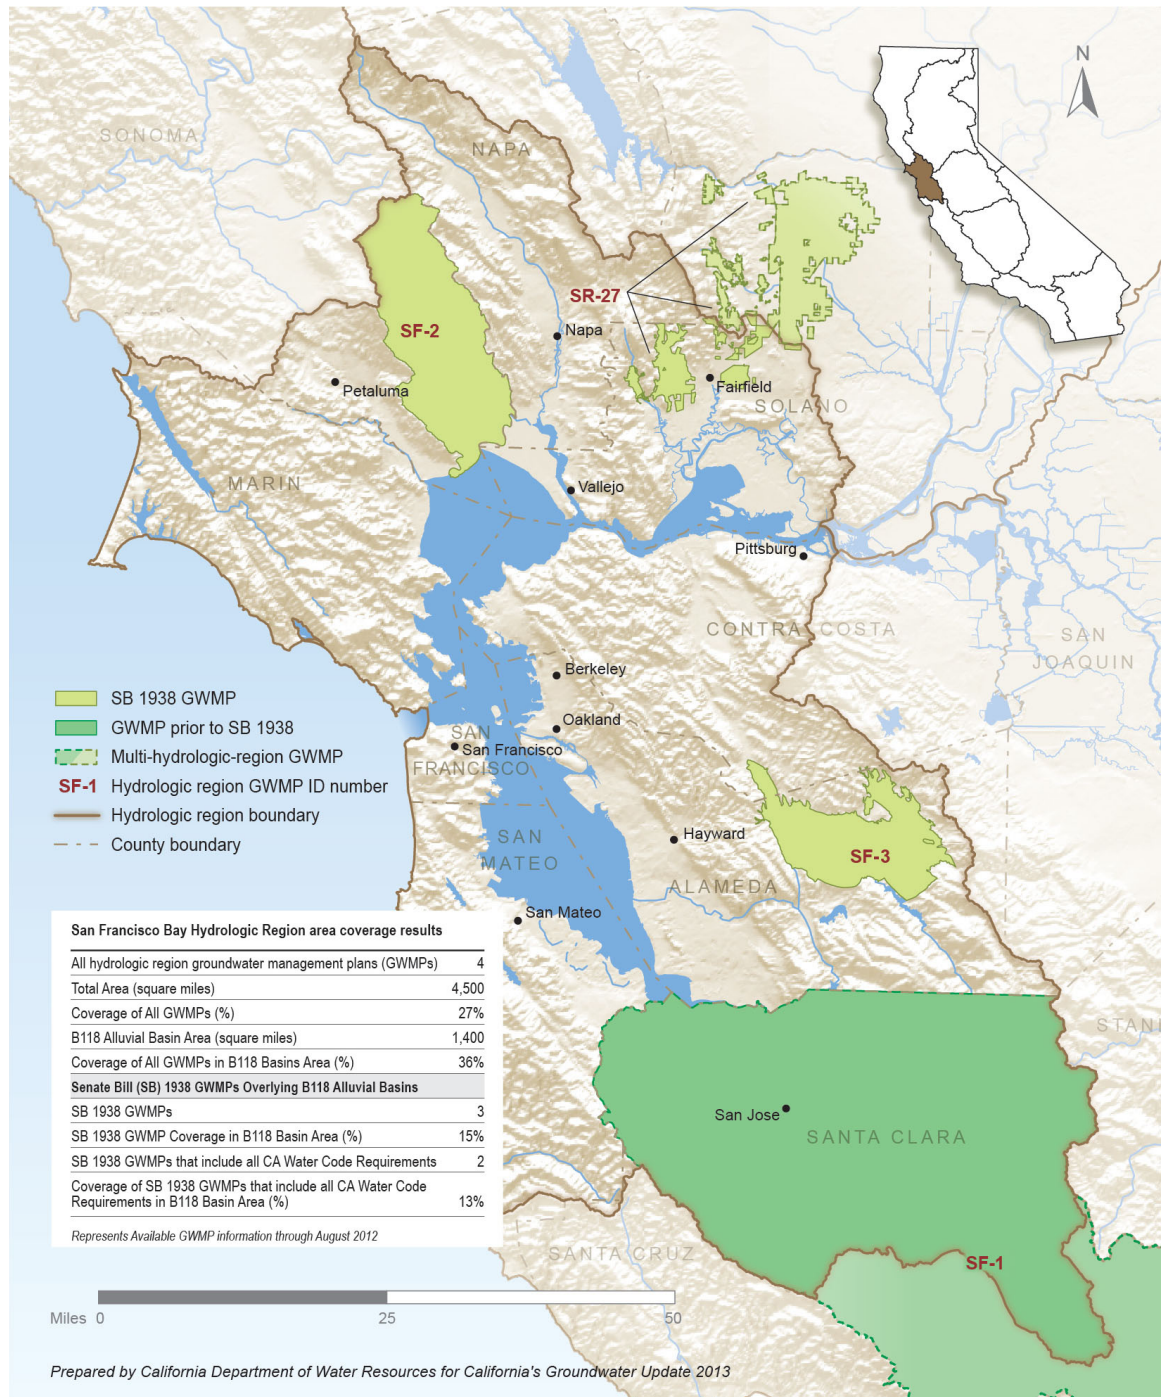 N
SONOMA
NAPA
SR-27
SF-2
Napa
Petaluma
Fairfield
SOLANO
MARIN
Vallejo
Pittsburg
CONTRA COSTA
SAN
JOAQUIN
Berkeley
Oakland
SAN
FRANCISCO
San Francisco
SB 1938 GWMP
GWMP prior to SB 1938
Multi-hydrologic-region GWMP
SF-1 Hydrologic region GWMP ID number
Hydrologic region boundary
County boundary
SAN
MATEO
Hayward
SF-3
ALAMEDA
San Mateo
San Francisco Bay Hydrologic Region area coverage results
All hydrologic region groundwater management plans (GWMPs) 4
Total Area (square miles) 4,500
Coverage of All GWMPs (%) 27%
B118 Alluvial Basin Area (square miles) 1,400
Coverage of All GWMPs in B118 Basins Area (%) 36%
Senate Bill (SB) 1938 GWMPs Overlying B118 Alluvial Basins
SB 1938 GWMPs 3
SB 1938 GWMP Coverage in B118 Basin Area (%) 15%
SB 1938 GWMPs that include all CA Water Code Requirements 2
Coverage of SB 1938 GWMPs that include all CA Water Code
Requirements in B118 Basin Area (%) 13%
Represents Available GWMP information through August 2012
STANI
San Jose
SANTA CLARA
SANTA CRUZ
SF-1
Miles 0 25 50
Prepared by California Department of Water Resources for California's Groundwater Update 2013